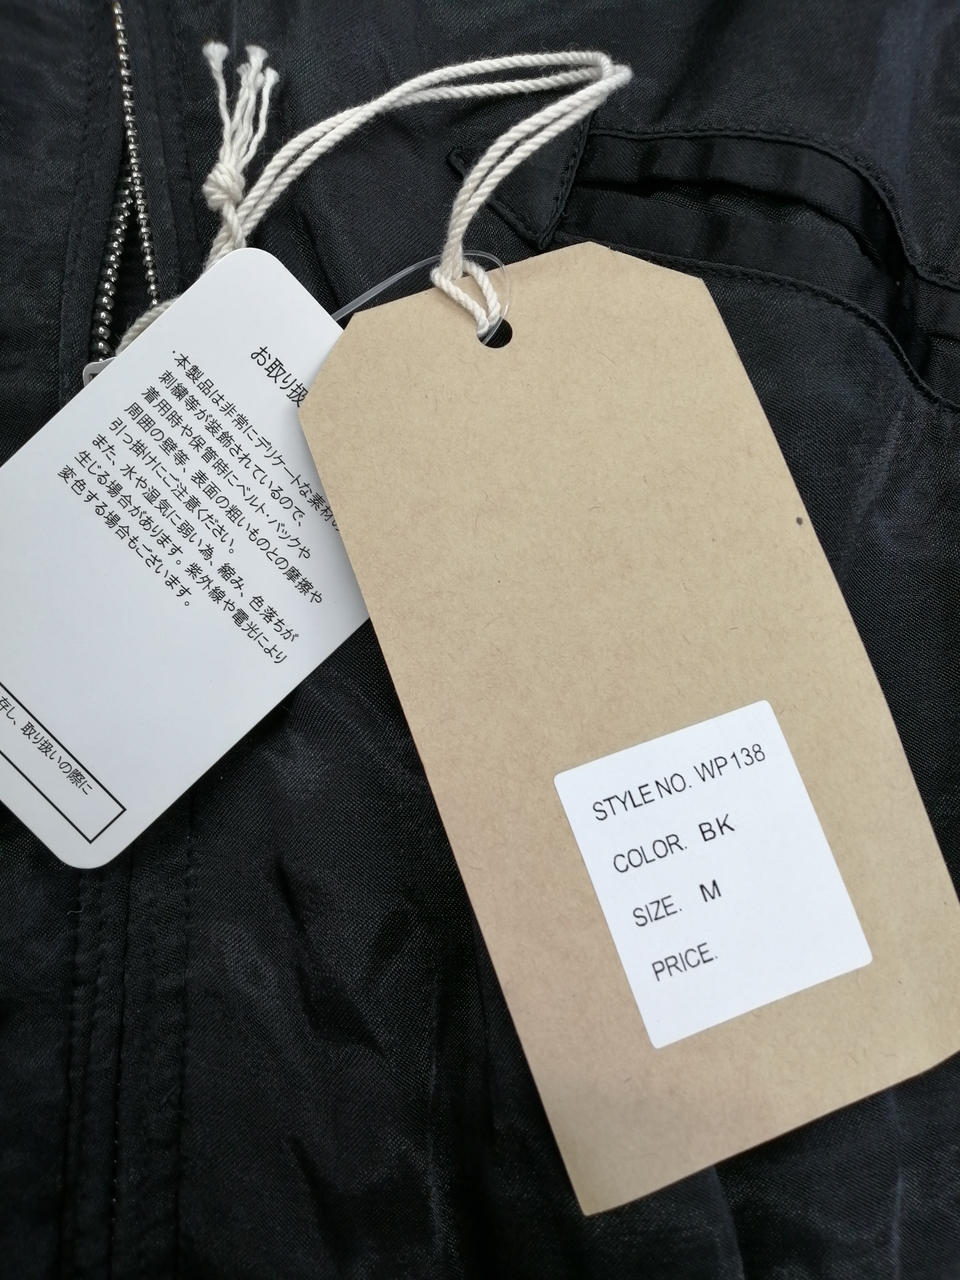 お取り扱
・本製品は非常にデリケートな素材の
刺繍等が装飾されているので、
着用時や保管時にベルト・バックや
周囲の壁等、表面の粗いものとの摩擦や
引っ掛けにご注意ください。
また、水や湿気に弱い為、縮み、色落ちが
生じる場合があります。紫外線や電光により
変色する場合もございます。
存し、取り扱いの際に
STYLE NO. WP138
COLOR. BK
SIZE. M
PRICE.